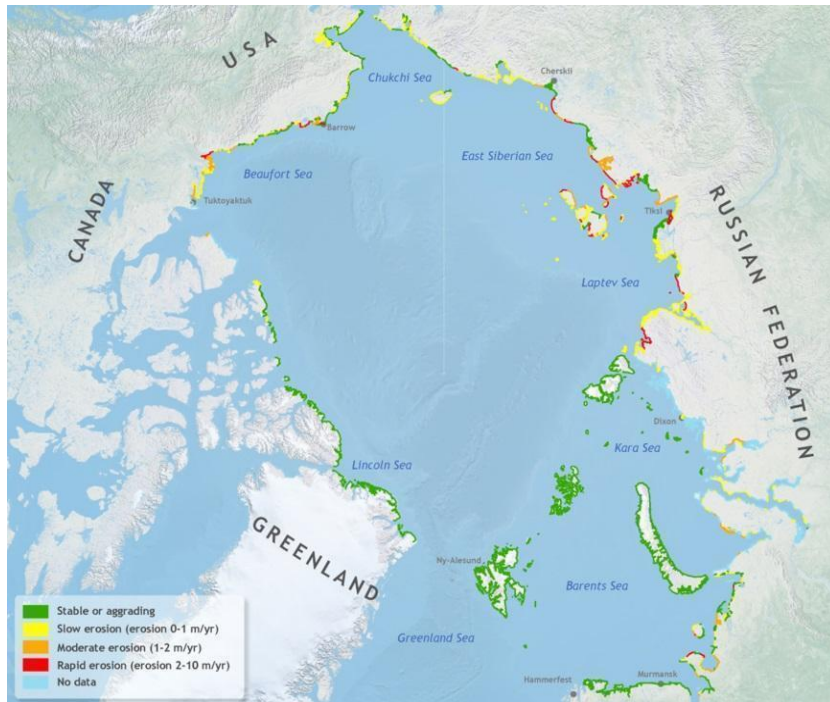 USA
Chukchi Sea
Cherskii
Barrow
East Siberian Sea
Beaufort Sea
CANADA
Tuktoyaktuk
Tiksi
RUSSIAN FEDERATION
Laptev Sea
Dixon
Kara Sea
Lincoln Sea
GREENLAND
Ny-Alesund
Barents Sea
Greenland Sea
Hammerfest
Murmansk
Stable or aggrading
Slow erosion (erosion 0-1 m/yr)
Moderate erosion (1-2 m/yr)
Rapid erosion (erosion 2-10 m/yr)
No data